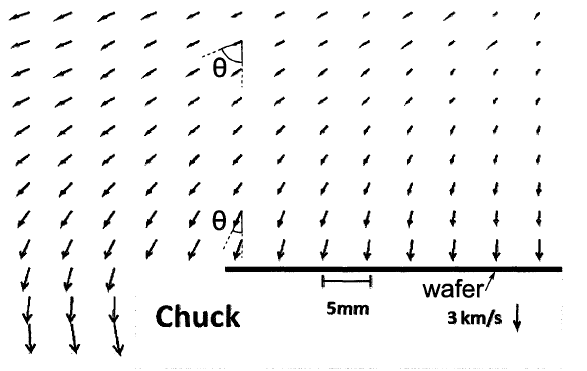 θ
θ
wafer
5mm
Chuck
3 km/s